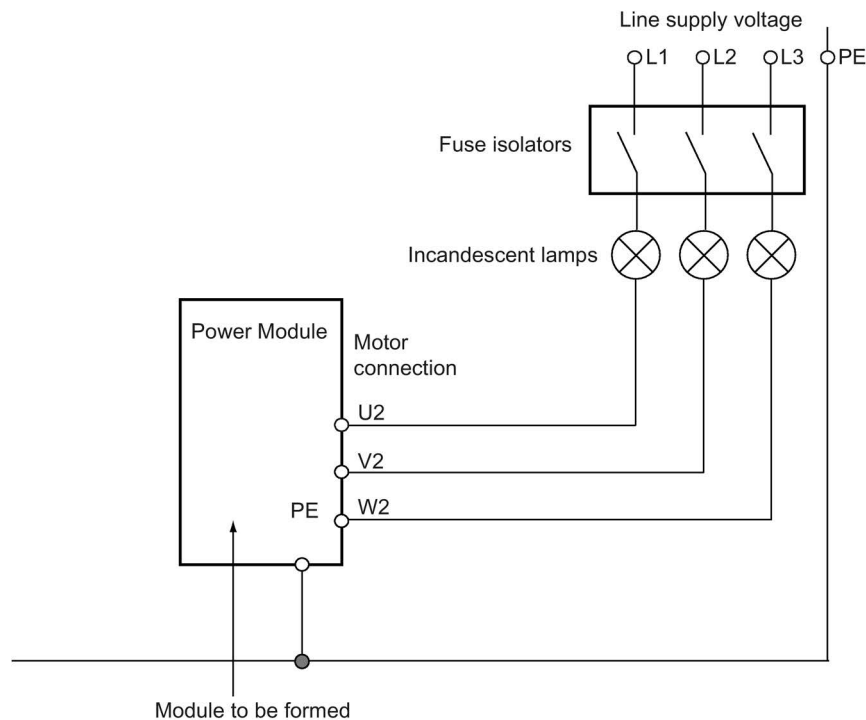 Line supply voltage
L1 L2 L3 PE
Fuse isolators
Incandescent lamps
Power Module
Motor
connection
U2
V2
PE W2
Module to be formed